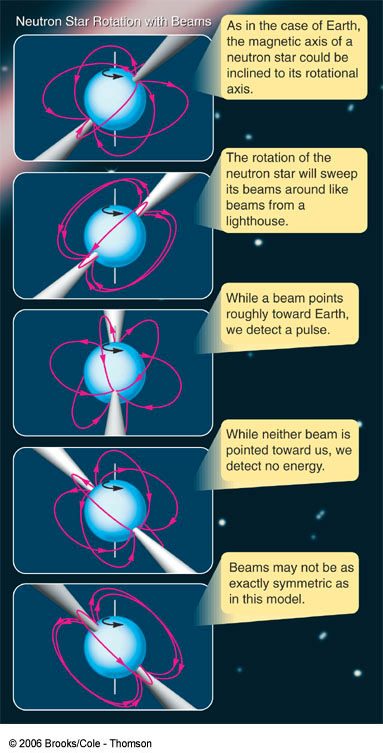 Neutron Star Rotation with Beams
As in the case of Earth,
the magnetic axis of a
neutron star could be
inclined to its rotational
axis.
The rotation of the
neutron star will sweep
its beams around like
beams from a
lighthouse.
While a beam points
roughly toward Earth,
we detect a pulse.
While neither beam is
pointed toward us, we
detect no energy.
Beams may not be as
exactly symmetric as
in this model.
© 2006 Brooks/Cole - Thomson